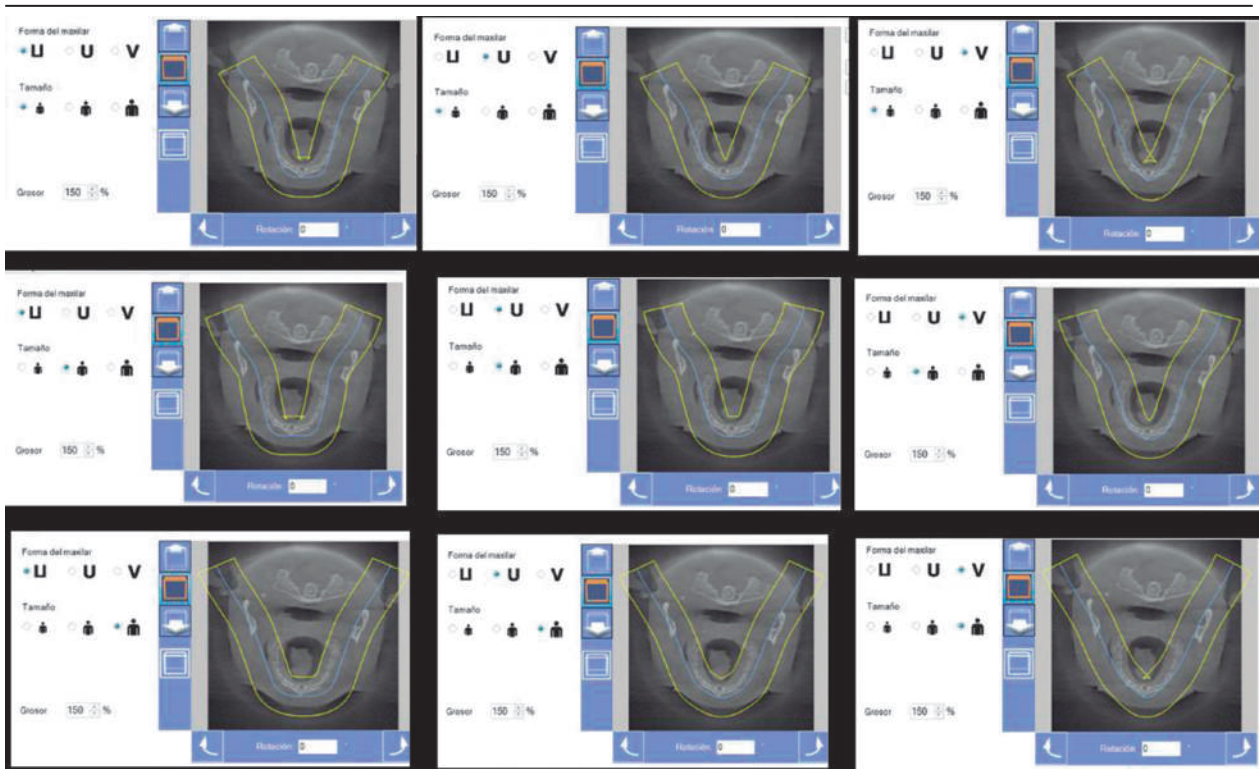 Forma del maxilar
U U V
Tamaño
Grosor 150 %
Rotación 0 °
Forma del maxilar
U U V
Tamaño
Grosor 150 %
Rotación 0 °
Forma del maxilar
U U V
Tamaño
Grosor 150 %
Rotación 0 °
Forma del maxilar
U U V
Tamaño
Grosor 150 %
Rotación 0 °
Forma del maxilar
U U V
Tamaño
Grosor 150 %
Rotación 0 °
Forma del maxilar
U U V
Tamaño
Grosor 150 %
Rotación 0 °
Forma del maxilar
U U V
Tamaño
Grosor 150 %
Rotación 0 °
Forma del maxilar
U U V
Tamaño
Grosor 150 %
Rotación 0 °
Forma del maxilar
U U V
Tamaño
Grosor 150 %
Rotación 0 °